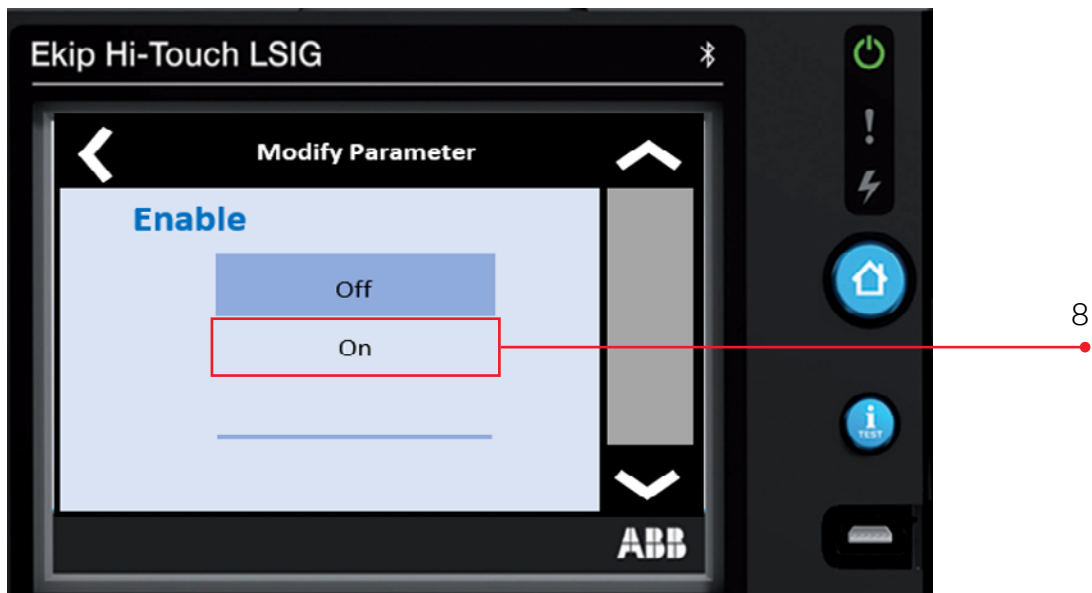 Ekip Hi-Touch LSIG
Modify Parameter
Enable
Off
On
8
TEST
ABB